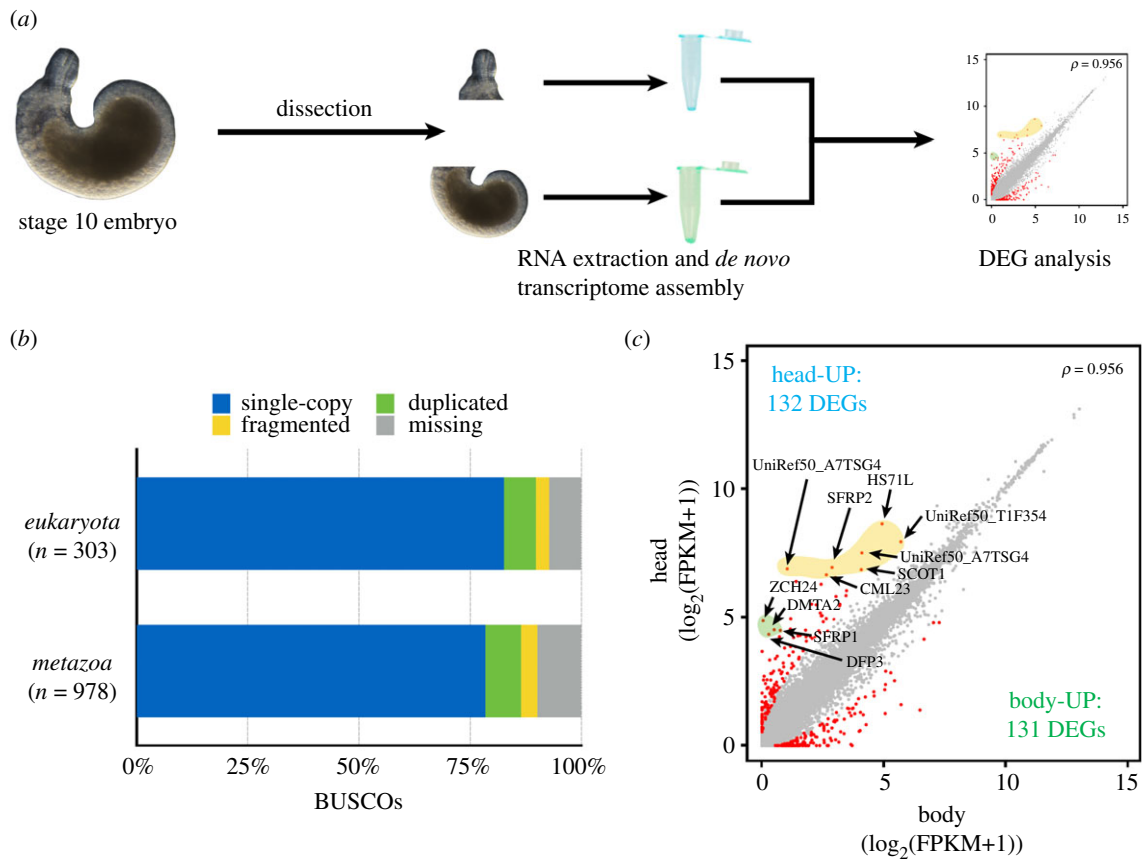 (a)
dissection
stage 10 embryo
RNA extraction and de novo
transcriptome assembly
ρ = 0.956
15
10
5
0
0 5 10 15
DEG analysis
(b)
single-copy
duplicated
fragmented
missing
eukaryota
(n = 303)
metazoa
(n = 978)
0% 25% 50% 75% 100%
BUSCOs
(c)
head-UP:
132 DEGs
ρ = 0.956
UniRef50_A7TSG4
HS71L
SFRP2
UniRef50_T1F354
UniRef50_A7TSG4
SCOT1
CML23
ZCH24
DMTA2
SFRP1
DFP3
body-UP:
131 DEGs
15
10
5
0
head
(log2(FPKM+1))
0 5 10 15
body
(log2(FPKM+1))